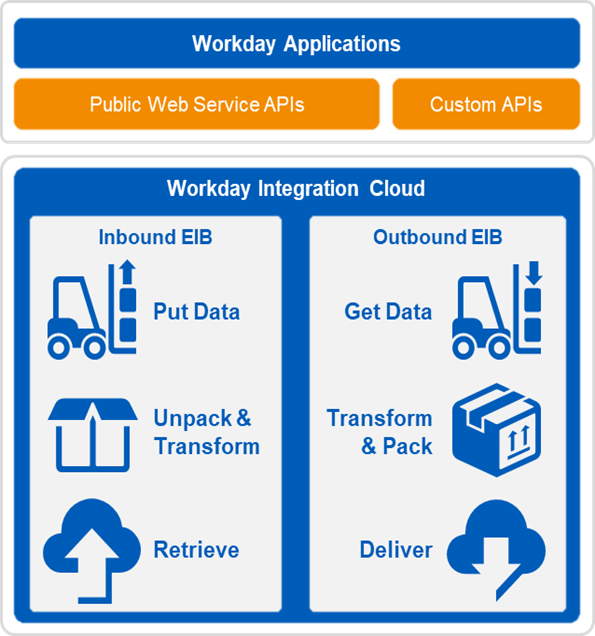 Workday Applications
Public Web Service APIs
Custom APIs
Workday Integration Cloud
Inbound EIB
Put Data
Unpack &
Transform
Retrieve
Outbound EIB
Get Data
Transform
& Pack
Deliver